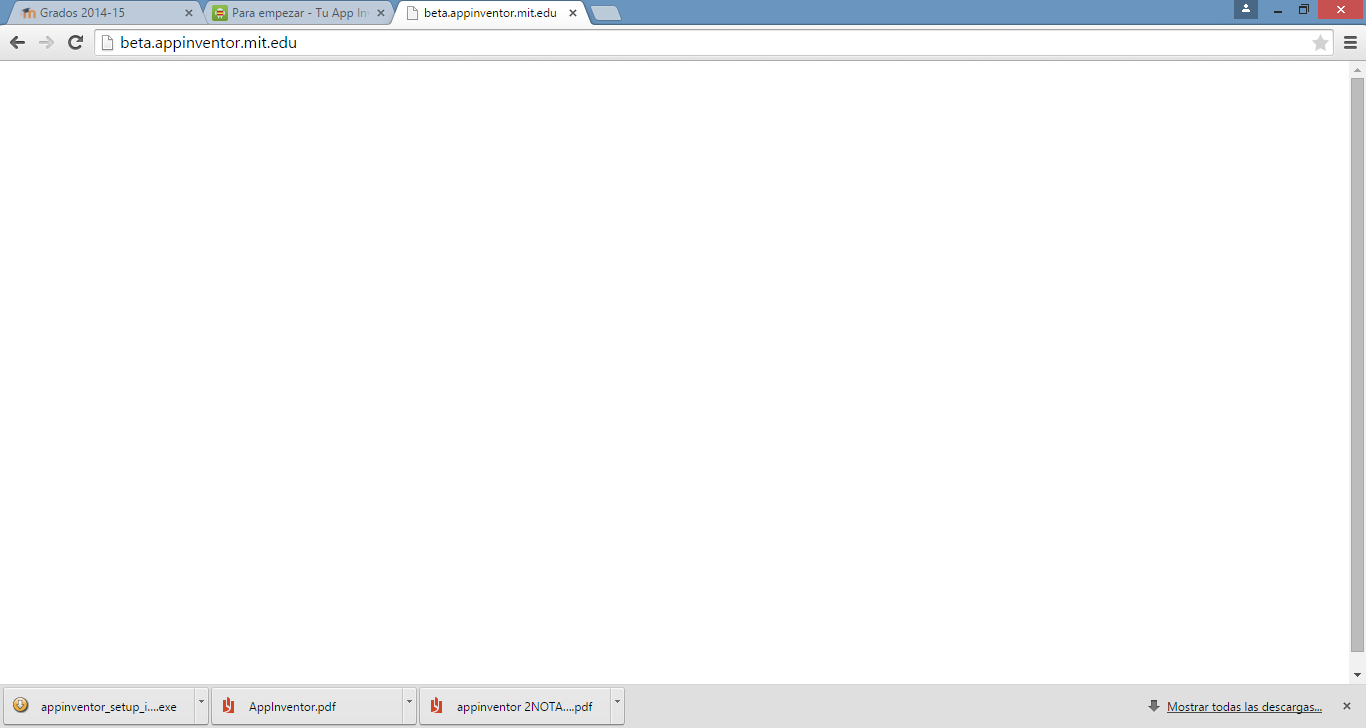 Grados 2014-15
Para empezar - Tu App In
beta.appinventor.mit.edu
beta.appinventor.mit.edu
appinventor_setup_i....exe
AppInventor.pdf
appinventor 2NOTA....pdf
Mostrar todas las descargas...